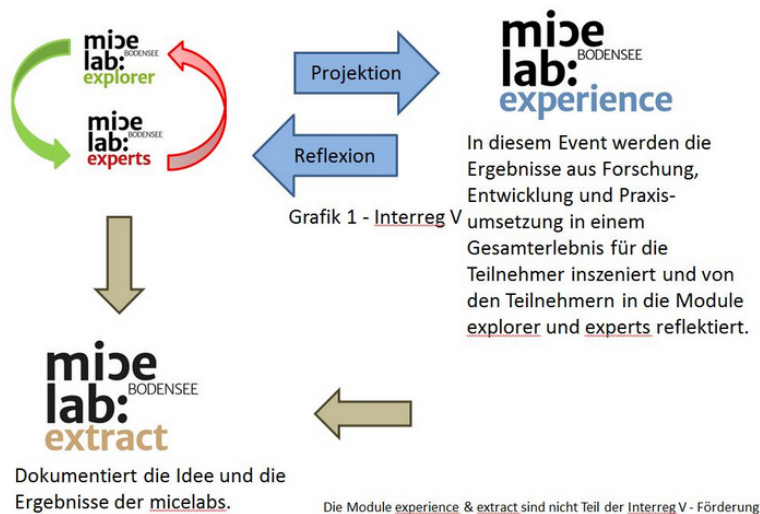 mice
BODENSEE
lab:
explorer
mice
BODENSEE
lab:
experts
Projektion
Reflexion
Grafik 1 - Interreg V
mice
BODENSEE
lab:
experience
In diesem Event werden die
Ergebnisse aus Forschung,
Entwicklung und Praxis-
umsetzung in einem
Gesamterlebnis für die
Teilnehmer inszeniert und von
den Teilnehmern in die Module
explorer und experts reflektiert.
mice
BODENSEE
lab:
extract
Dokumentiert die Idee und die
Ergebnisse der micelabs.
Die Module experience & extract sind nicht Teil der Interreg V - Förderung